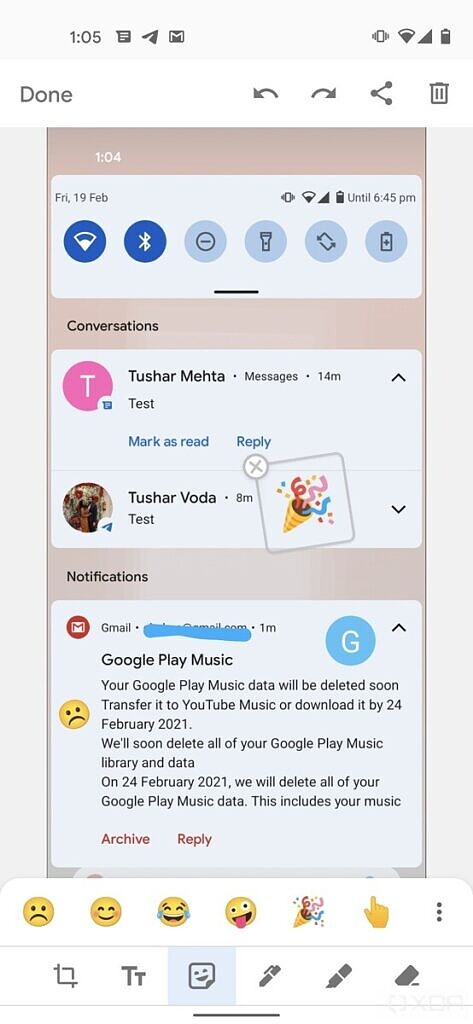 1:05
Done
1:04
Fri, 19 Feb
Until 6:45 pm
Conversations
T
Tushar Mehta • Messages • 14m
Test
Mark as read Reply
Tushar Voda • 8m
Test
Notifications
Gmail • • 1m
G
Google Play Music
Your Google Play Music data will be deleted soon
Transfer it to YouTube Music or download it by 24
February 2021.
We'll soon delete all of your Google Play Music
library and data
On 24 February 2021, we will delete all of your
Google Play Music data. This includes your music
Archive Reply
TT
XDA